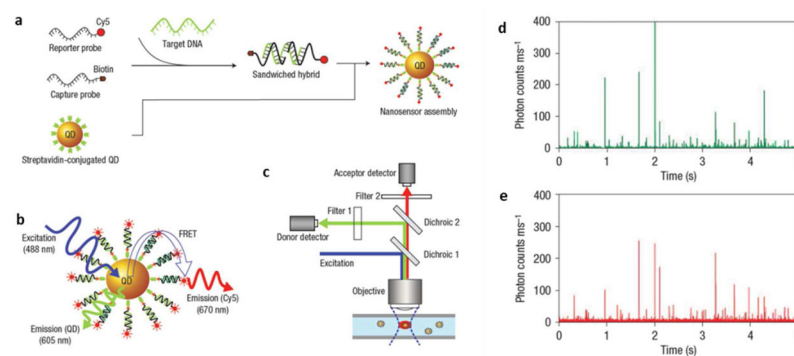 a
Reporter probe
Cy5
Target DNA
Biotin
Capture probe
Streptavidin-conjugated QD
QD
Sandwiched hybrid
QD
Nanosensor assembly
b
Excitation
(488 nm)
FRET
QD
Emission (Cy5)
(670 nm)
Emission (QD)
(605 nm)
c
Acceptor detector
Filter 2
Filter 1
Dichroic 2
Donor detector
Dichroic 1
Excitation
Objective
d
Photon counts ms⁻¹
400
300
200
100
0
0 1 2 3 4
Time (s)
e
Photon counts ms⁻¹
400
300
200
100
0
0 1 2 3 4
Time (s)